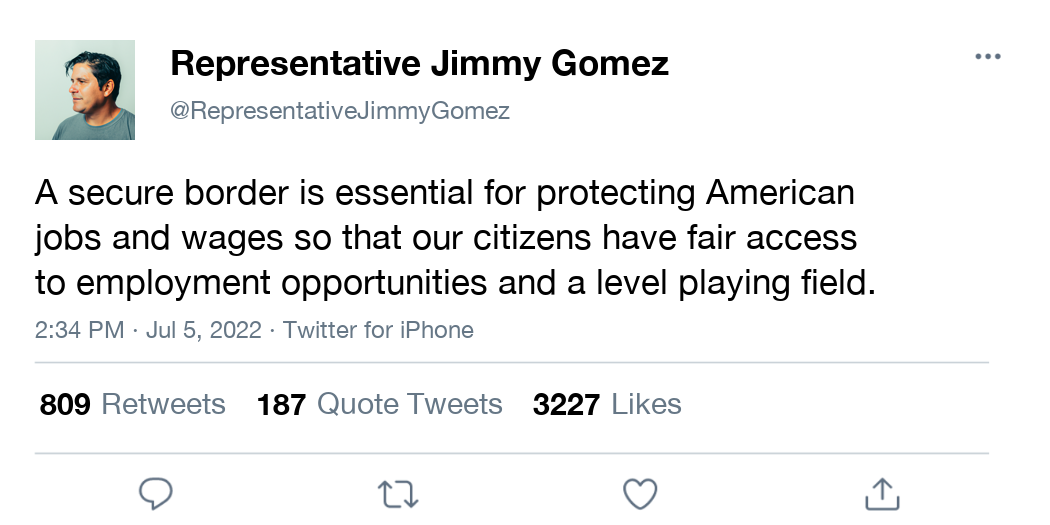 Representative Jimmy Gomez
@RepresentativeJimmyGomez
A secure border is essential for protecting American
jobs and wages so that our citizens have fair access
to employment opportunities and a level playing field.
2:34 PM · Jul 5, 2022 · Twitter for iPhone
809 Retweets 187 Quote Tweets 3227 Likes